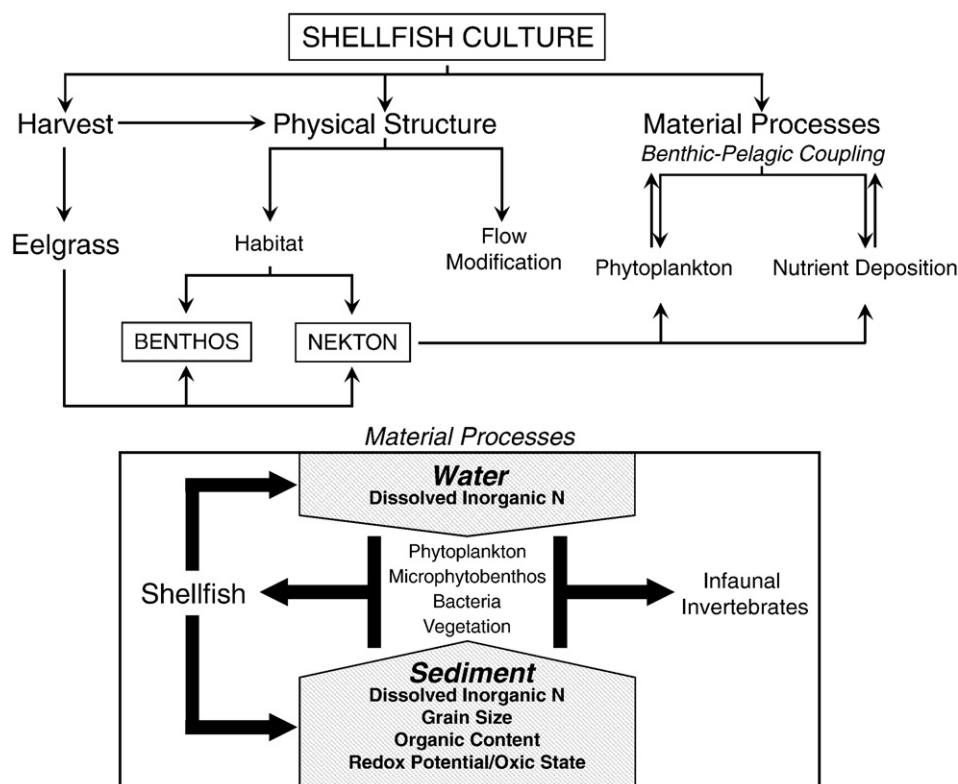 SHELLFISH CULTURE
Harvest
Physical Structure
Material Processes
Benthic-Pelagic Coupling
Eelgrass
Habitat
Flow
Modification
Phytoplankton
Nutrient Deposition
BENTHOS
NEKTON
Material Processes
Water
Dissolved Inorganic N
Phytoplankton
Microphytobenthos
Bacteria
Vegetation
Shellfish
Infaunal
Invertebrates
Sediment
Dissolved Inorganic N
Grain Size
Organic Content
Redox Potential/Oxic State